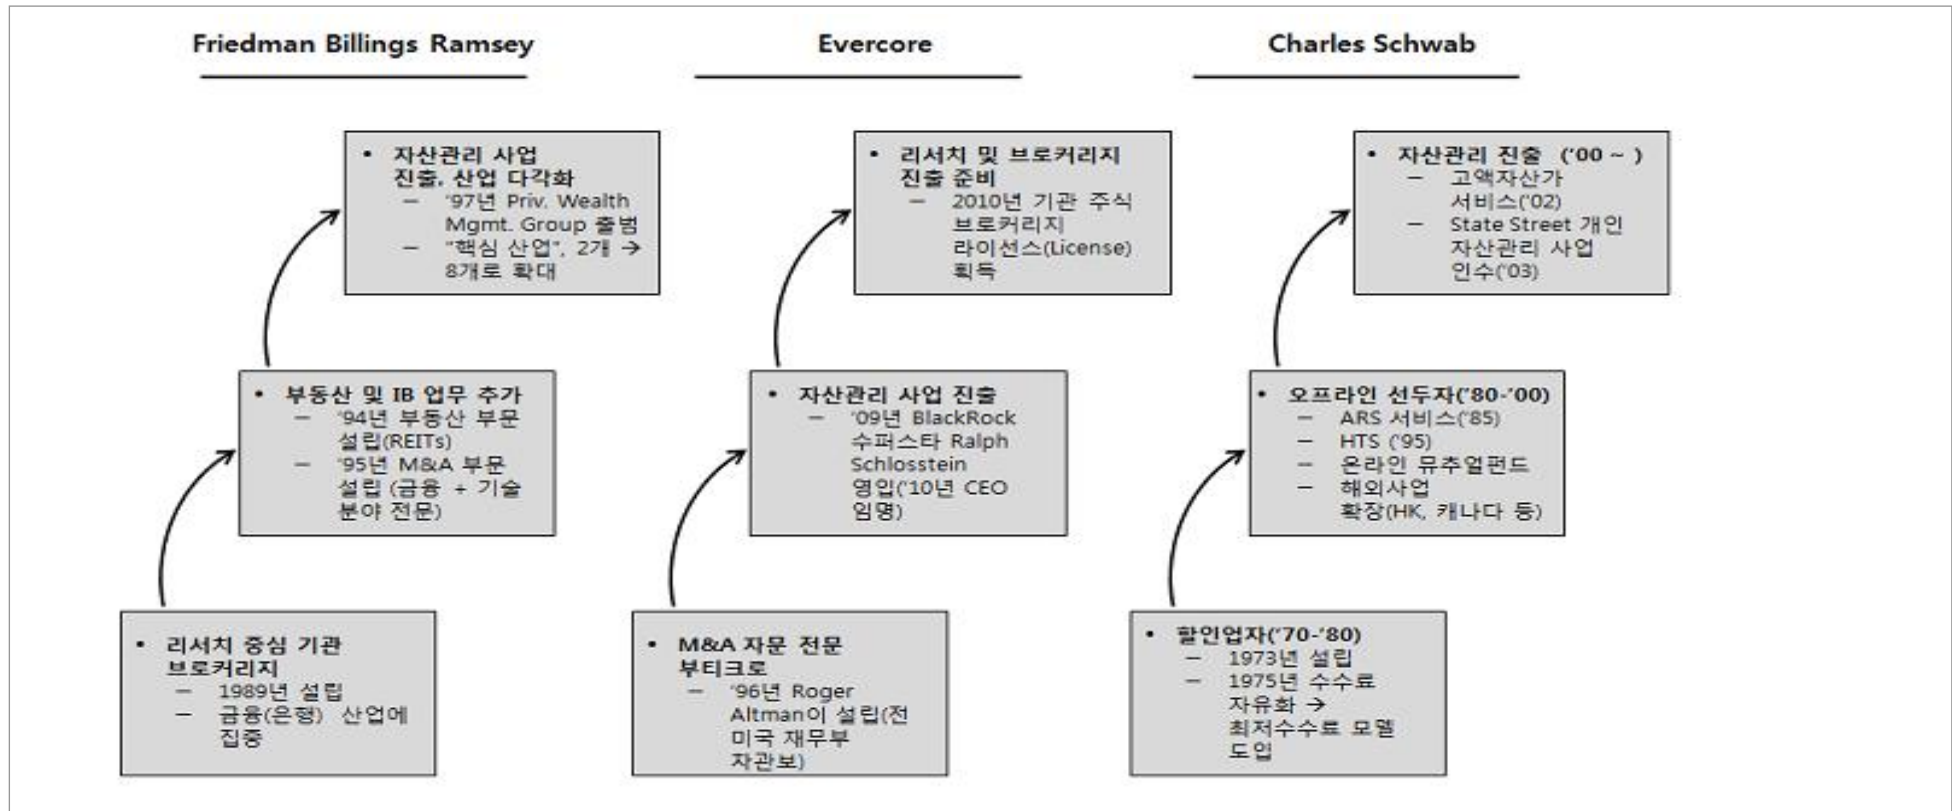 Friedman Billings Ramsey
• 자산관리 사업
진출, 산업 다각화
– '97년 Priv. Wealth
Mgmt. Group 출범
– "핵심 산업", 2개 →
8개로 확대
• 부동산 및 IB 업무 추가
– '94년 부동산 부문
설립(REITs)
– '95년 M&A 부문
설립 (금융 + 기술
분야 전문)
• 리서치 중심 기관
브로커리지
– 1989년 설립
– 금융(은행) 산업에
집중
Evercore
• 리서치 및 브로커리지
진출 준비
– 2010년 기관 주식
브로커리지
라이선스(License)
획득
• 자산관리 사업 진출
– '09년 BlackRock
수퍼스타 Ralph
Schlosstein
영입('10년 CEO
임명)
• M&A 자문 전문
부티크로
– '96년 Roger
Altman이 설립(전
미국 재무부
자관보)
Charles Schwab
• 자산관리 진출 ('00 ~ )
– 고액자산가
서비스('02)
– State Street 개인
자산관리 사업
인수('03)
• 오프라인 선두자('80-'00)
– ARS 서비스('85)
– HTS ('95)
– 온라인 뮤추얼펀드
– 해외사업
확장(HK, 캐나다 등)
• 할인업자('70-'80)
– 1973년 설립
– 1975년 수수료
자유화 →
최저수수료 모델
도입